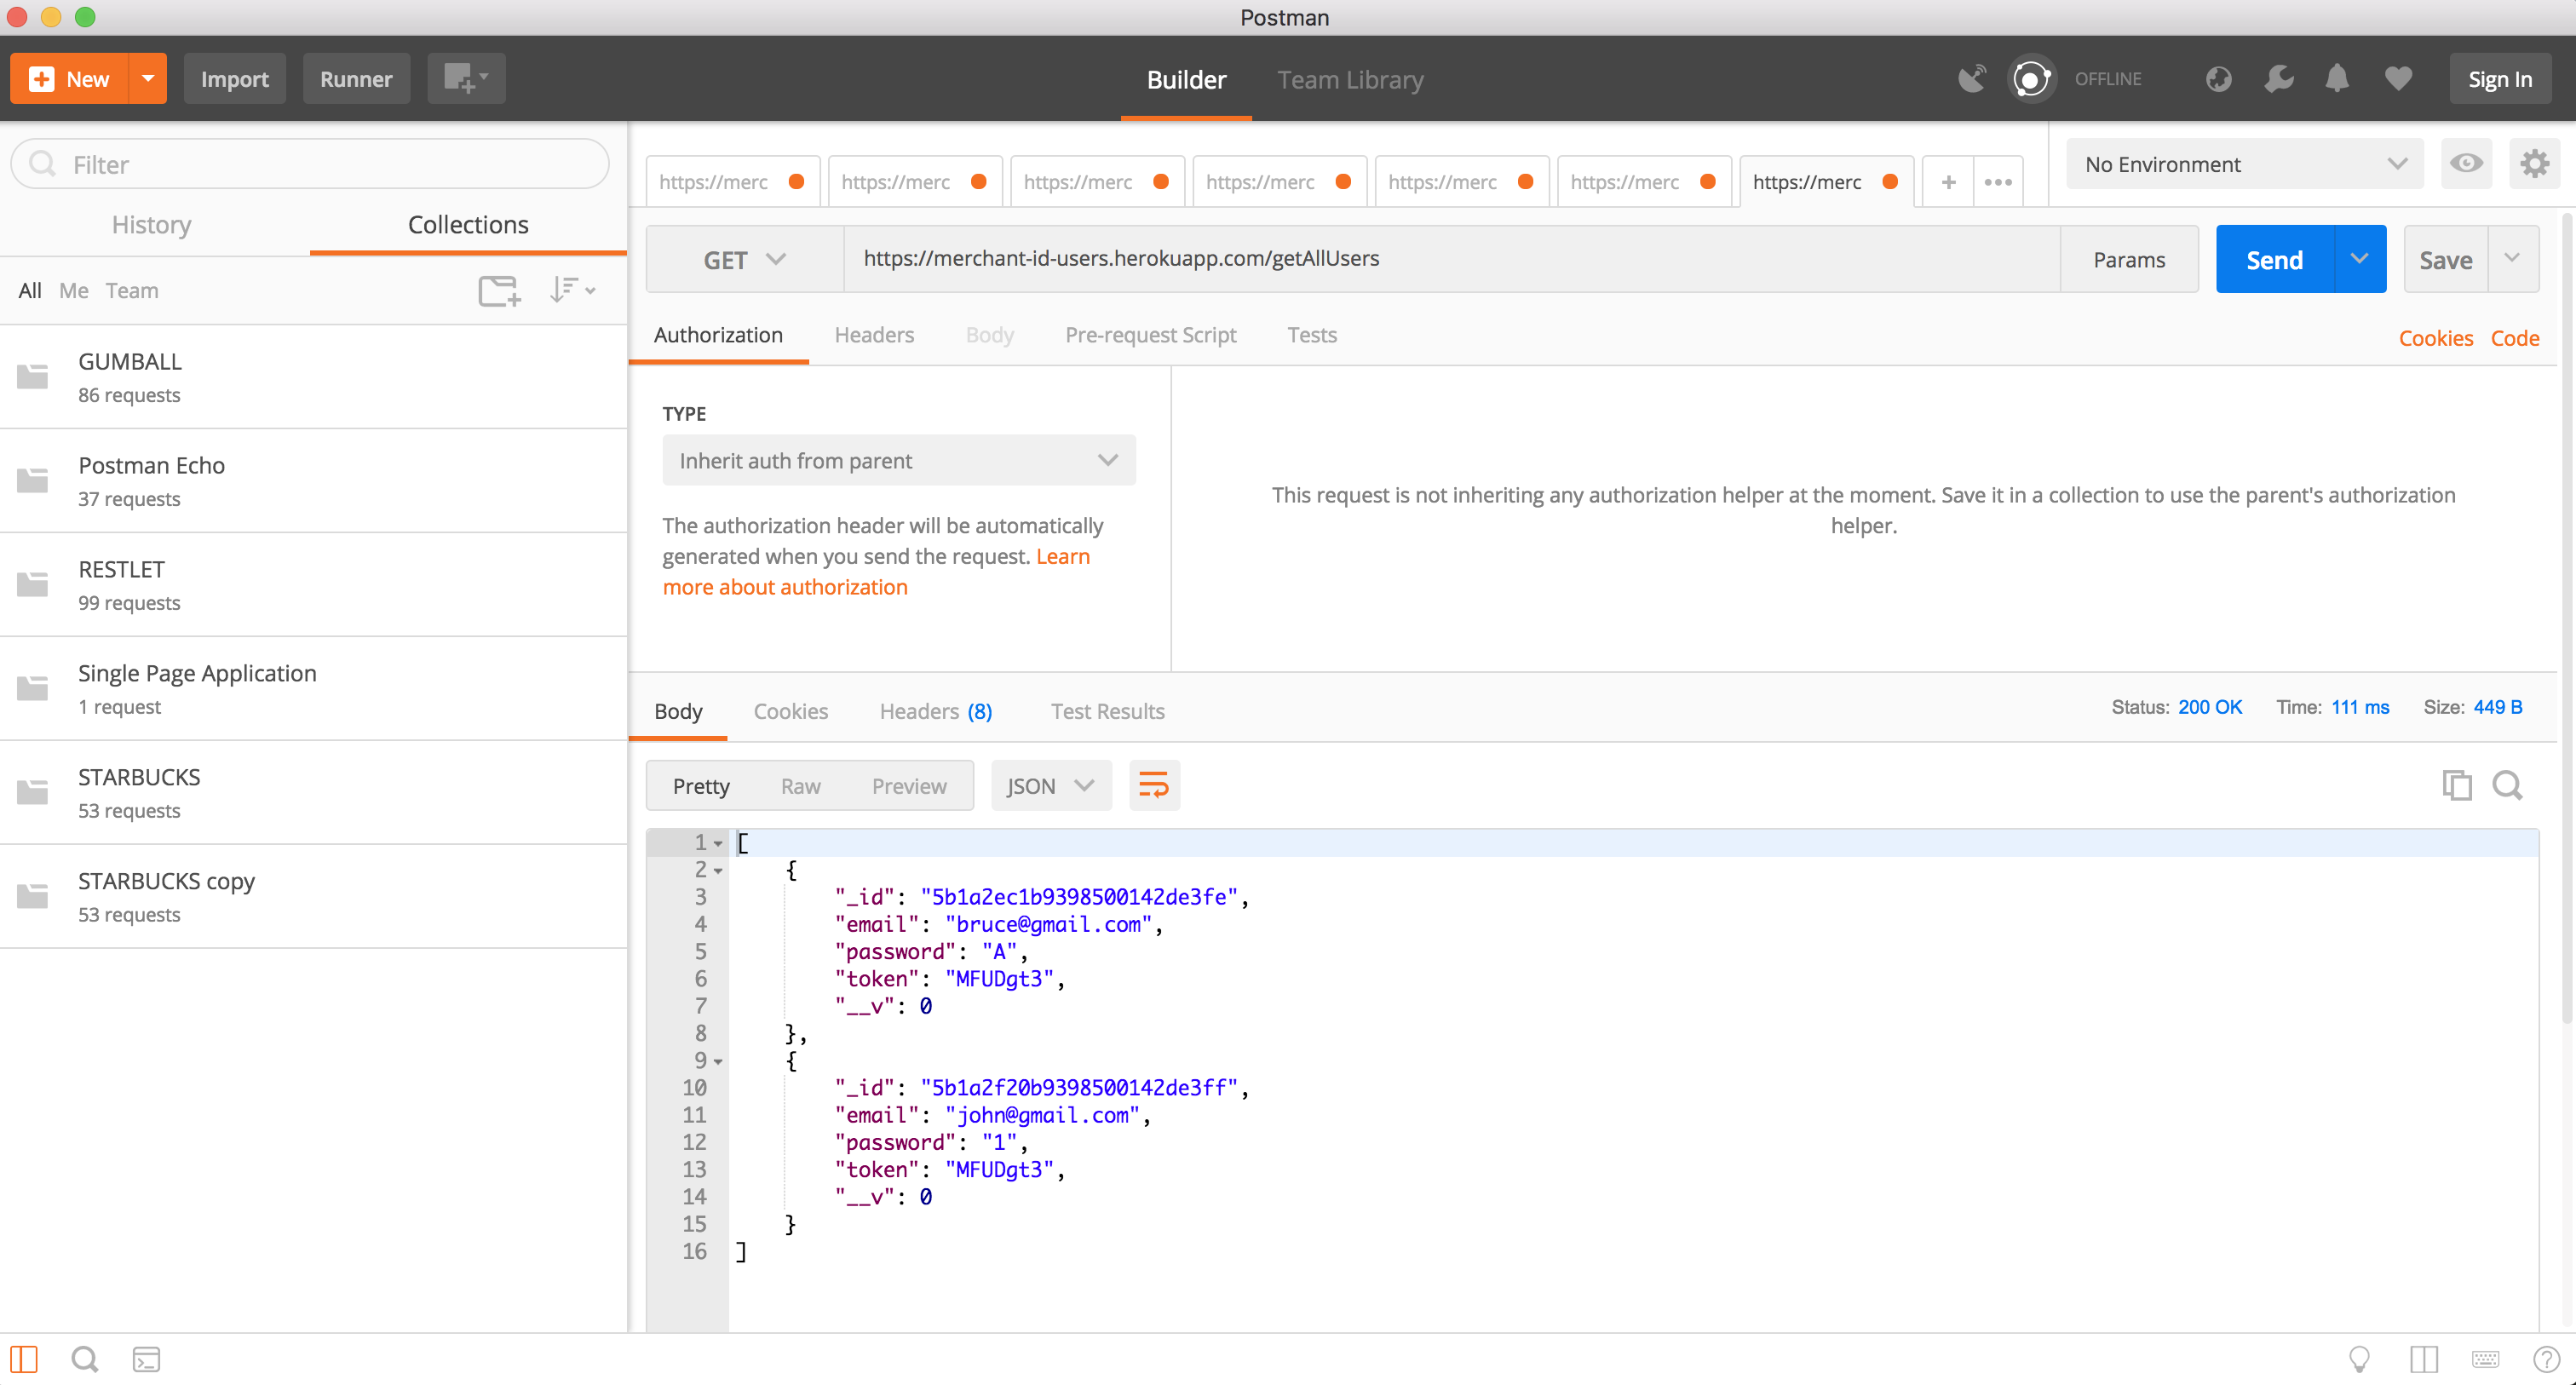 Postman
New
Import
Runner
Builder
Team Library
OFFLINE
Sign In
Filter
History
Collections
All Me Team
GUMBALL
86 requests
Postman Echo
37 requests
RESTLET
99 requests
Single Page Application
1 request
STARBUCKS
53 requests
STARBUCKS copy
53 requests
https://merc
https://merc
https://merc
https://merc
https://merc
https://merc
https://merc
No Environment
GET
https://merchant-id-users.herokuapp.com/getAllUsers
Params
Send
Save
Authorization
Headers
Body
Pre-request Script
Tests
Cookies Code
TYPE
Inherit auth from parent
The authorization header will be automatically
generated when you send the request. Learn
more about authorization
This request is not inheriting any authorization helper at the moment. Save it in a collection to use the parent's authorization
helper.
Body
Cookies
Headers (8)
Test Results
Status: 200 OK
Time: 111 ms
Size: 449 B
Pretty
Raw
Preview
JSON
1 [
2 {
3 "_id": "5b1a2ec1b9398500142de3fe",
4 "email": "bruce@gmail.com",
5 "password": "A",
6 "token": "MFUDgt3",
7 "__v": 0
8 },
9 {
10 "_id": "5b1a2f20b9398500142de3ff",
11 "email": "john@gmail.com",
12 "password": "1",
13 "token": "MFUDgt3",
14 "__v": 0
15 }
16 ]